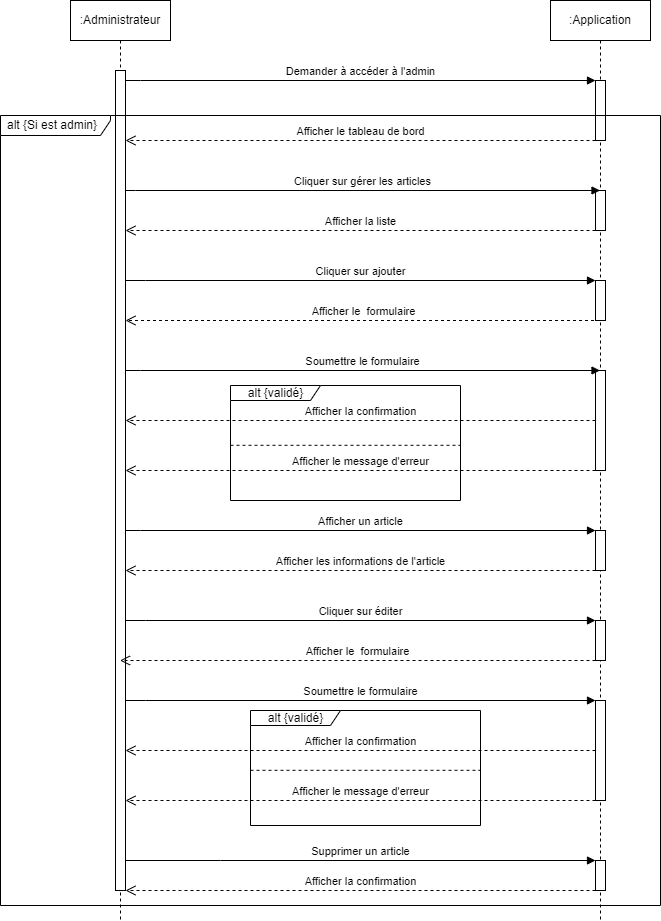 :Administrateur
:Application
Demander à accéder à l'admin
alt {Si est admin}
Afficher le tableau de bord
Cliquer sur gérer les articles
Afficher la liste
Cliquer sur ajouter
Afficher le  formulaire
Soumettre le formulaire
alt {validé}
Afficher la confirmation
Afficher le message d'erreur
Afficher un article
Afficher les informations de l'article
Cliquer sur éditer
Afficher le  formulaire
Soumettre le formulaire
alt {validé}
Afficher la confirmation
Afficher le message d'erreur
Supprimer un article
Afficher la confirmation